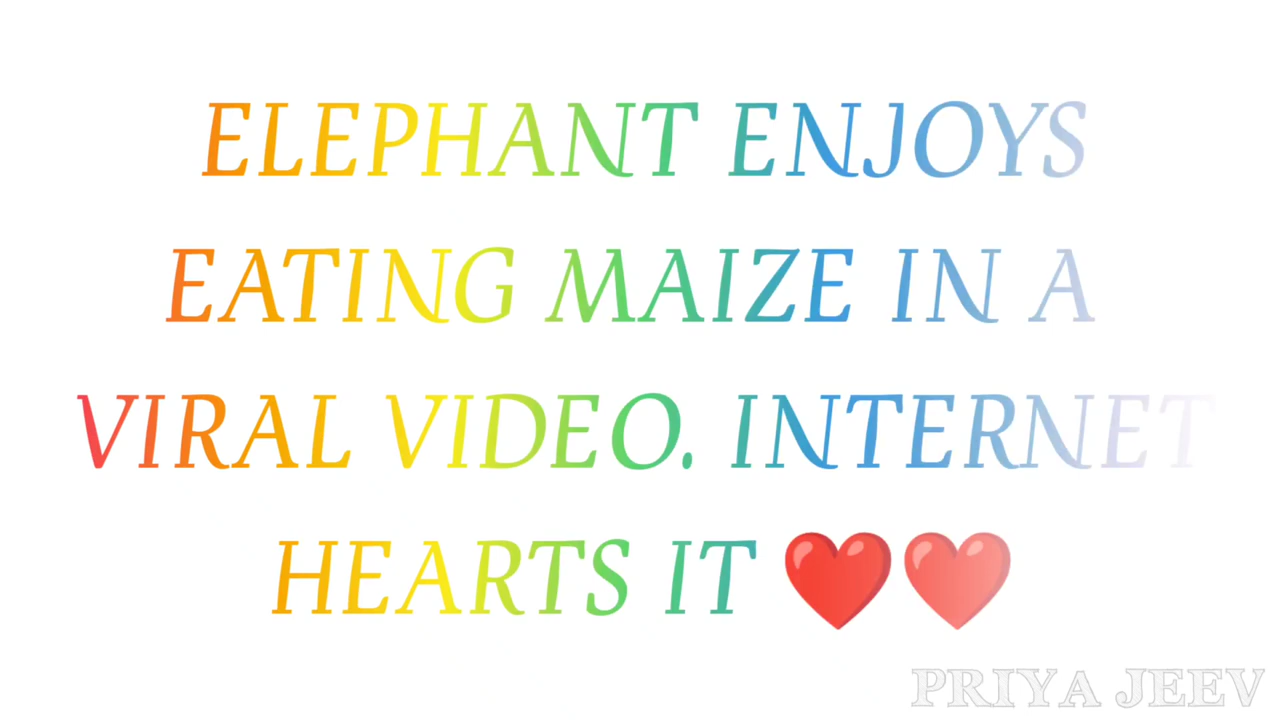 ELEPHANT ENJOYS
EATING MAIZE IN A
VIRAL VIDEO. INTERNET
HEARTS IT ❤️❤️
PRIYA JEEV